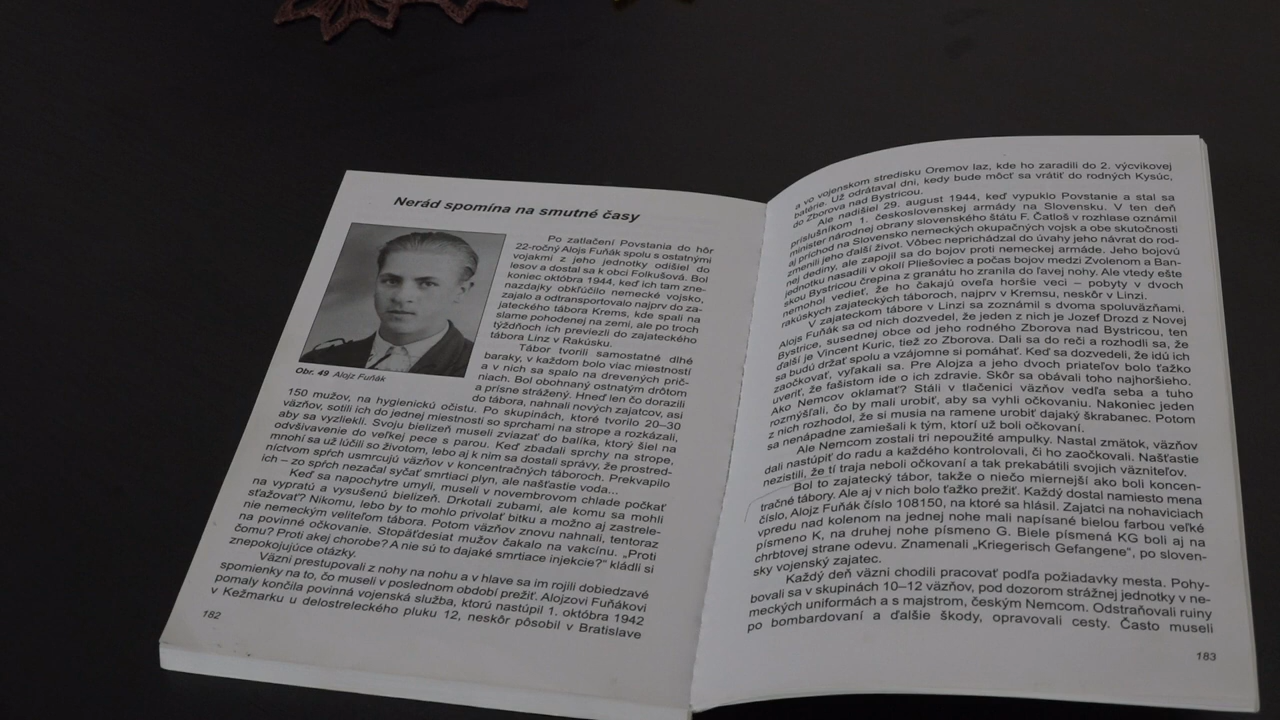 Nerád spomína na smutné časy
Po zatlačení Povstania do hôr
22-ročný Alojs Fuňák spolu s ostatnými
vojakmi z jeho jednotky odišiel do
lesov a dostal sa k obci Folkušová. Bol
koniec októbra 1944, keď ich tam zne-
nazdajky obkľúčilo nemecké vojsko,
zajalo a odtransportovalo najprv do za-
jateckého tábora Krems, kde spali na
slame pohodenej na zemi, ale po troch
týždňoch ich previezli do zajateckého
tábora Linz v Rakúsku.
Tábor tvorili samostatné dlhé
baraky, v každom bolo viac miestností
a v nich sa spalo na drevených prič-
niach. Bol obohnaný ostnatým drôtom
a prísne strážený. Hneď len čo dorazili
do tábora, nahnali nových zajatcov, asi
Obr. 49 Alojz Fuňák
150 mužov, na hygienickú očistu. Po skupinách, ktoré tvorilo 20–30
väzňov, sotili ich do jednej miestnosti so sprchami na strope a rozkázali,
aby sa vyzliekli. Svoju bielizeň museli zviazať do balíka, ktorý šiel na
odvšivavenie do veľkej pece s parou. Keď zbadali sprchy na strope,
mnohí sa už lúčili so životom, lebo aj k nim sa dostali správy, že prostred-
níctvom spŕch usmrcujú väzňov v koncentračných táboroch. Prekvapilo
ich – zo spŕch nezačal syčať smrtiaci plyn, ale našťastie voda...
Keď sa napochytre umyli, museli v novembrovom chlade počkať
na vypratú a vysušenú bielizeň. Drkotali zubami, ale komu sa mohli
sťažovať? Nikomu, lebo by to mohlo privolať bitku a možno aj zastrele-
nie nemeckým veliteľom tábora. Potom väzňov znovu nahnali, tentoraz
na povinné očkovanie. Stopäťdesiat mužov čakalo na vakcínu. „Proti
čomu? Proti akej chorobe? A nie sú to dajaké smrtiace injekcie?“ kládli si
znepokojujúce otázky.
Väzni prestupovali z nohy na nohu a v hlave sa im rojili dobiedzavé
spomienky na to, čo museli v poslednom období prežiť. Alojzovi Fuňákovi
pomaly končila povinná vojenská služba, ktorú nastúpil 1. októbra 1942
v Kežmarku u delostreleckého pluku 12, neskôr pôsobil v Bratislave
182
a vo vojenskom stredisku Oremov laz, kde ho zaradili do 2. výcvikovej
batérie. Už odrátaval dni, kedy bude môcť sa vrátiť do rodných Kysúc,
do Zborova nad Bystricou.
Ale nadišiel 29. august 1944, keď vypuklo Povstanie a stal sa
príslušníkom 1. československej armády na Slovensku. V ten deň
minister národnej obrany slovenského štátu F. Čatloš v rozhlase oznámil
aj príchod na Slovensko nemeckých okupačných vojsk a obe skutočnosti
zmenili jeho ďalší život. Vôbec neprichádzal do úvahy jeho návrat do rod-
nej dediny, ale zapojil sa do bojov proti nemeckej armáde. Jeho bojovú
jednotku nasadili v okolí Pliešoviec a počas bojov medzi Zvolenom a Ban-
skou Bystricou črepina z granátu ho zranila do ľavej nohy. Ale vtedy ešte
nemohol vedieť, že ho čakajú oveľa horšie veci – pobyty v dvoch
rakúskych zajateckých táboroch, najprv v Kremsu, neskôr v Linzi.
V zajateckom tábore v Linzi sa zoznámil s dvoma spoluväzňami.
Alojs Fuňák sa od nich dozvedel, že jeden z nich je Jozef Drozd z Novej
Bystrice, susednej obce od jeho rodného Zborova nad Bystricou, ten
ďalší je Vincent Kuric, tiež zo Zborova. Dali sa do reči a rozhodli sa, že
sa budú držať spolu a vzájomne si pomáhať. Keď sa dozvedeli, že idú ich
zaočkovať, vyľakali sa. Pre Alojza a jeho dvoch priateľov bolo ťažko
uveriť, že fašistom ide o ich zdravie. Skôr sa obávali toho najhoršieho.
Ako Nemcov oklamať? Stáli v tlačenici väzňov vedľa seba a tuho
rozmýšľali, čo by mali urobiť, aby sa vyhli očkovaniu. Nakoniec jeden
z nich rozhodol, že si musia na ramene urobiť dajaký škrabanec. Potom
sa nenápadne zamiešali k tým, ktorí už boli očkovaní.
Ale Nemcom zostali tri nepoužité ampulky. Nastal zmätok, väzňov
dali nastúpiť do radu a každého kontrolovali, či ho zaočkovali. Našťastie
nezistili, že tí traja neboli očkovaní a tak prekabátili svojich väzniteľov.
Bol to zajatecký tábor, takže o niečo miernejší ako boli koncen-
tračné tábory. Ale aj v nich bolo ťažko prežiť. Každý dostal namiesto mena
číslo, Alojz Fuňák číslo 108150, na ktoré sa hlásil. Zajatci na nohaviciach
vpredu nad kolenom na jednej nohe mali napísané bielou farbou veľké
písmeno K, na druhej nohe písmeno G. Biele písmená KG boli aj na
chrbtovej strane odevu. Znamenali „Kriegerisch Gefangene“, po sloven-
sky vojenský zajatec.
Každý deň väzni chodili pracovať podľa požiadavky mesta. Pohy-
bovali sa v skupinách 10–12 väzňov, pod dozorom strážnej jednotky v ne-
meckých uniformách a s majstrom, českým Nemcom. Odstraňovali ruiny
po bombardovaní a ďalšie škody, opravovali cesty. Často museli
183